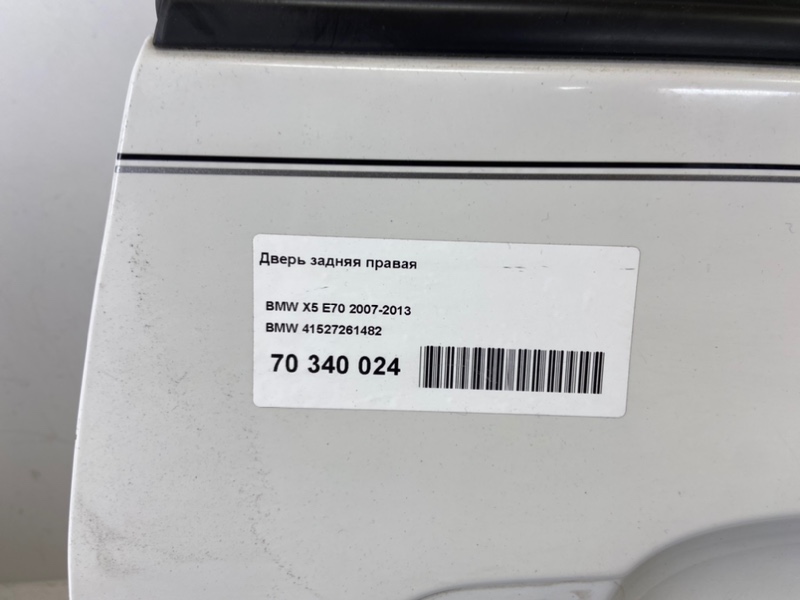 Дверь задняя правая
BMW X5 E70 2007-2013
BMW 41527261482
70 340 024